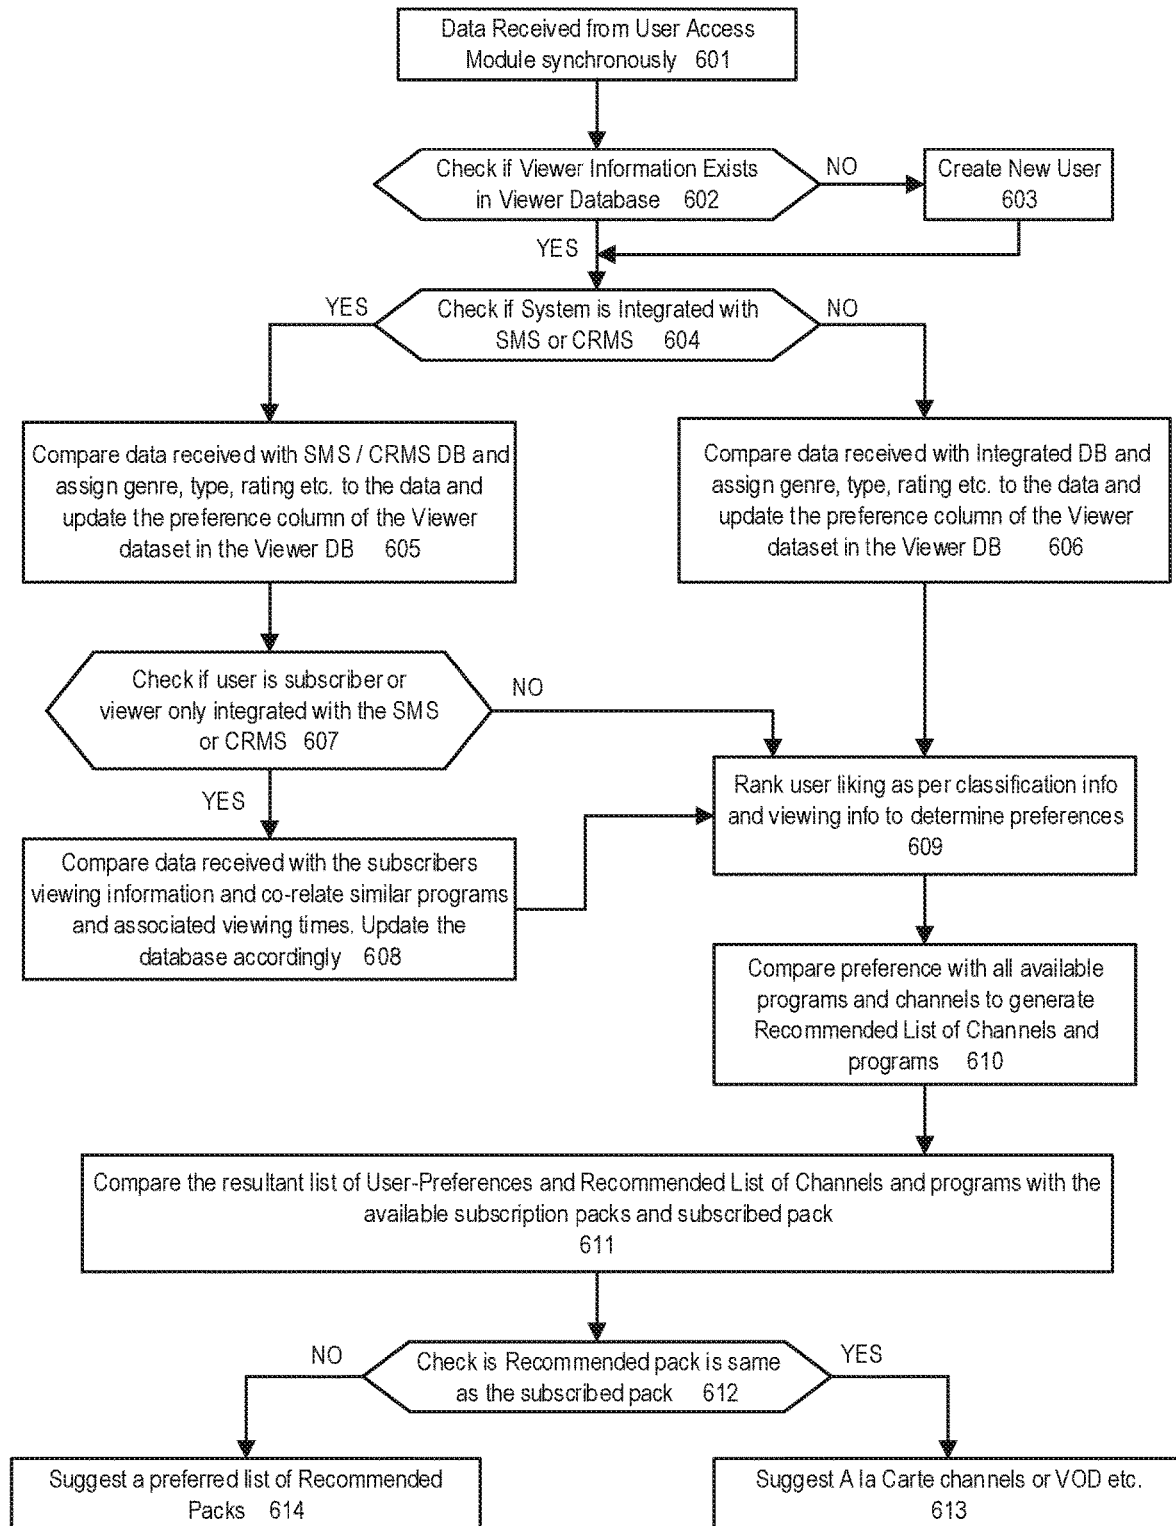 Data Received from User Access
Module synchronously 601
Check if Viewer Information Exists
in Viewer Database 602
NO
Create New User
603
YES
YES
Check if System is Integrated with
SMS or CRMS 604
NO
Compare data received with SMS / CRMS DB and
assign genre, type, rating etc. to the data and
update the preference column of the Viewer
dataset in the Viewer DB 605
Compare data received with Integrated DB and
assign genre, type, rating etc. to the data and
update the preference column of the Viewer
dataset in the Viewer DB 606
Check if user is subscriber or
viewer only integrated with the SMS
or CRMS 607
NO
YES
Rank user liking as per classification info
and viewing info to determine preferences
609
Compare data received with the subscribers
viewing information and co-relate similar programs
and associated viewing times. Update the
database accordingly 608
Compare preference with all available
programs and channels to generate
Recommended List of Channels and
programs 610
Compare the resultant list of User-Preferences and Recommended List of Channels and programs with the
available subscription packs and subscribed pack
611
NO
Check is Recommended pack is same
as the subscribed pack 612
YES
Suggest a preferred list of Recommended
Packs 614
Suggest A la Carte channels or VOD etc.
613